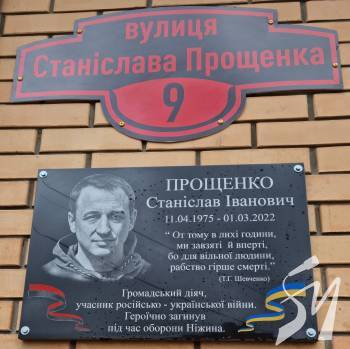 вулиця
Станіслава Прощенка
9
ПРОЩЕНКО
Станіслав Іванович
11.04.1975 - 01.03.2022
“ От тому в лихі години,
ми завзяті й вперті,
бо для вільної людини,
рабство гірше смерті.”
(Т.Г. Шевченко)
Громадський діяч,
учасник російсько - української війни.
Героїчно загинув
під час оборони Ніжина.